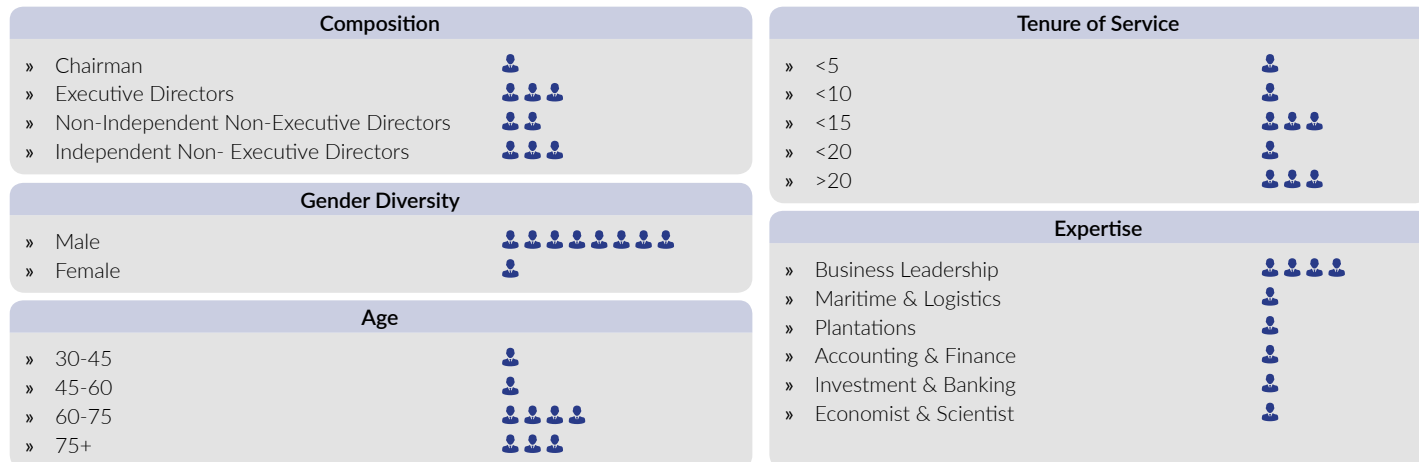 Composition
» Chairman
» Executive Directors
» Non-Independent Non-Executive Directors
» Independent Non- Executive Directors
Gender Diversity
» Male
» Female
Age
» 30-45
» 45-60
» 60-75
» 75+
Tenure of Service
» <5
» <10
» <15
» <20
» >20
Expertise
» Business Leadership
» Maritime & Logistics
» Plantations
» Accounting & Finance
» Investment & Banking
» Economist & Scientist